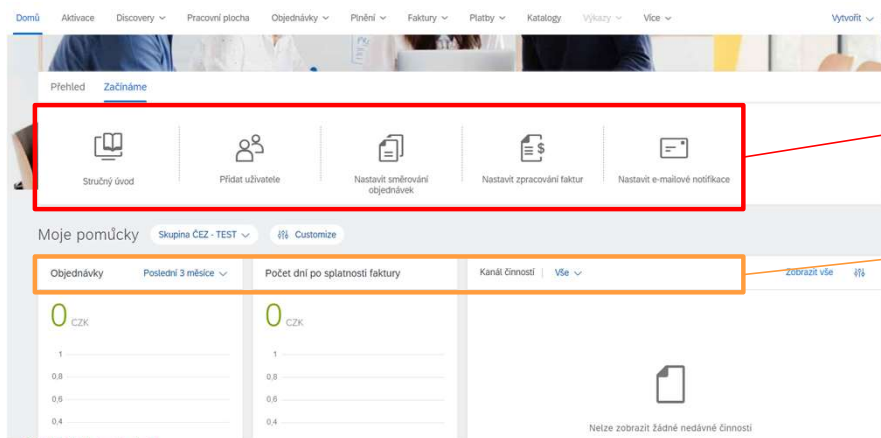 Domů Aktivace Discovery Pracovní plocha Objednávky Plnění Faktury Platby Katalogy Výkazy Více Vytvořit
Přehled Začínáme
Stručný úvod Přidat uživatele Nastavit směrování objednávek Nastavit zpracování faktur Nastavit e-mailové notifikace
Moje pomůcky Skupina ČEZ - TEST Customize
Objednávky Poslední 3 měsíce Počet dní po splatnosti faktury Kanál činností Vše Zobrazit vše
0 CZK 0 CZK
1 1
0,8 0,8
0,6 0,6
0,4 0,4
Nelze zobrazit žádné nedávné činnosti